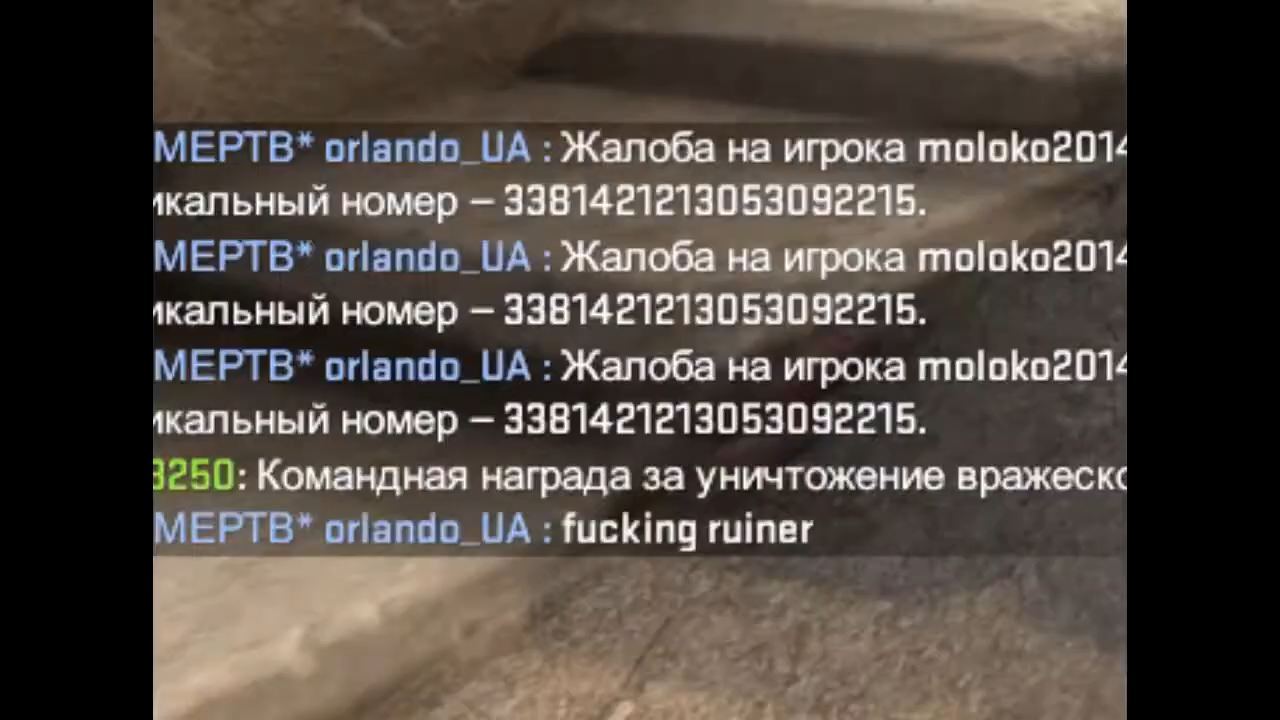 МЕРТВ* orlando_UA : Жалоба на игрока moloko2014
икальный номер – 3381421213053092215.
МЕРТВ* orlando_UA : Жалоба на игрока moloko2014
икальный номер – 3381421213053092215.
МЕРТВ* orlando_UA : Жалоба на игрока moloko2014
икальный номер – 3381421213053092215.
3250: Командная награда за уничтожение вражеско
МЕРТВ* orlando_UA : fucking ruiner